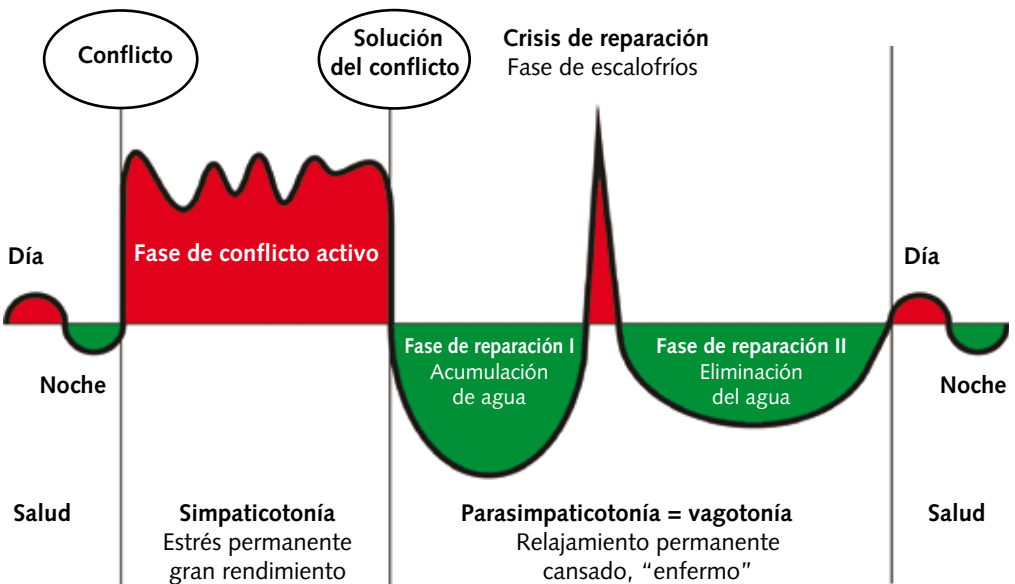 Conflicto
Solución
del conflicto
Crisis de reparación
Fase de escalofríos
Día
Fase de conflicto activo
Día
Noche
Fase de reparación I
Acumulación
de agua
Fase de reparación II
Eliminación
del agua
Noche
Salud
Simpaticotonía
Estrés permanente
gran rendimiento
Parasimpaticotonía = vagotonía
Relajamiento permanente
cansado, “enfermo”
Salud